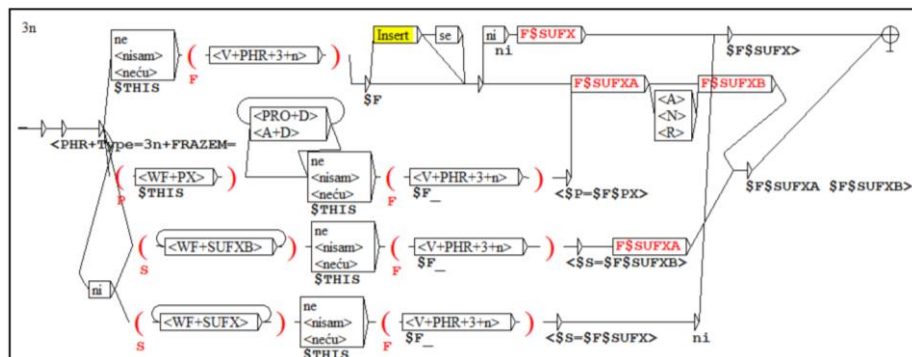 3n
ne
<nisam>
<neću>
$THIS
( F <V+PHR+3+n> )
$F
Insert
se
ni
ni
F$SUFX
$F$SUFX>
F$SUFXA
<A>
<N>
<R>
F$SUFXB
<PHR+Type=3n+FRAZEM=
( P <WF+PX> )
$THIS
<PRO+D>
<A+D>
ne
<nisam>
<neću>
$THIS
( F <V+PHR+3+n> )
$F_
<$P=$F$PX>
$F$SUFXA $F$SUFXB>
( S <WF+SUFXB> )
ne
<nisam>
<neću>
$THIS
( F <V+PHR+3+n> )
$F_
F$SUFXA
<$S=$F$SUFXB>
ni
( S <WF+SUFX> )
ne
<nisam>
<neću>
$THIS
( F <V+PHR+3+n> )
$F_
<$S=$F$SUFX>
ni